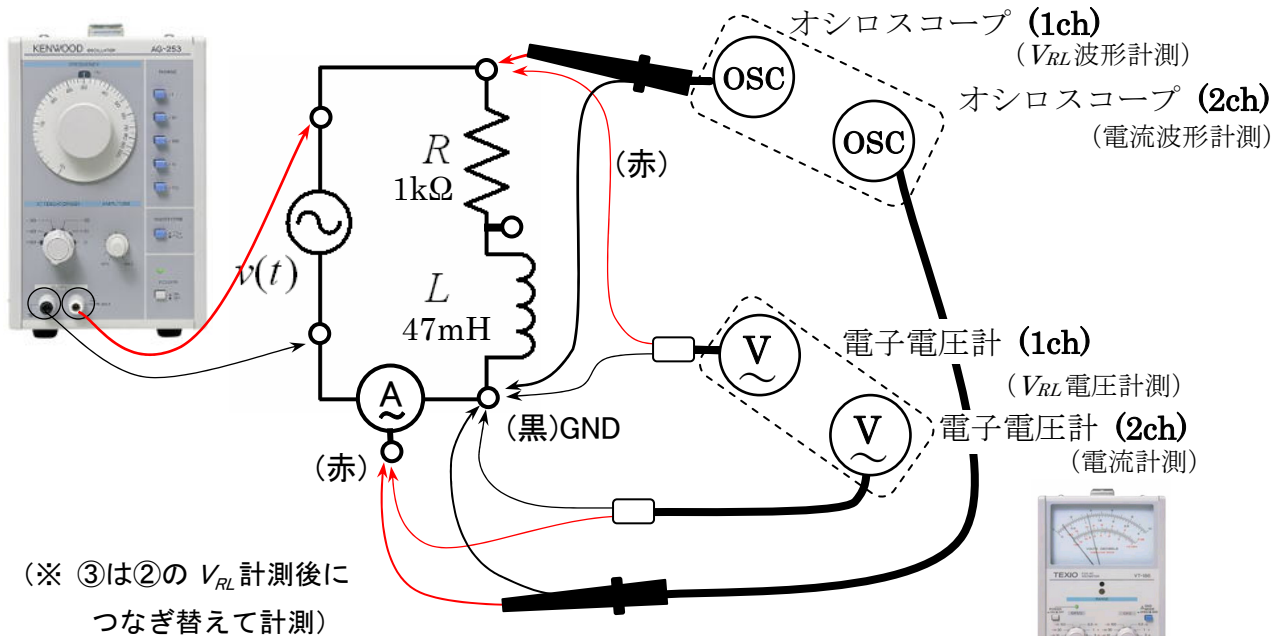 KENWOOD OSCILLATOR AG-253
オシロスコープ (1ch)
(VRL波形計測)
オシロスコープ (2ch)
(電流波形計測)
OSC
OSC
(赤)
R
1kΩ
v(t)
L
47mH
A
(黒)GND
(赤)
V
電子電圧計 (1ch)
(VRL電圧計測)
V
電子電圧計 (2ch)
(電流計測)
TEXIO
(※ ③は②の VRL計測後に
つなぎ替えて計測)